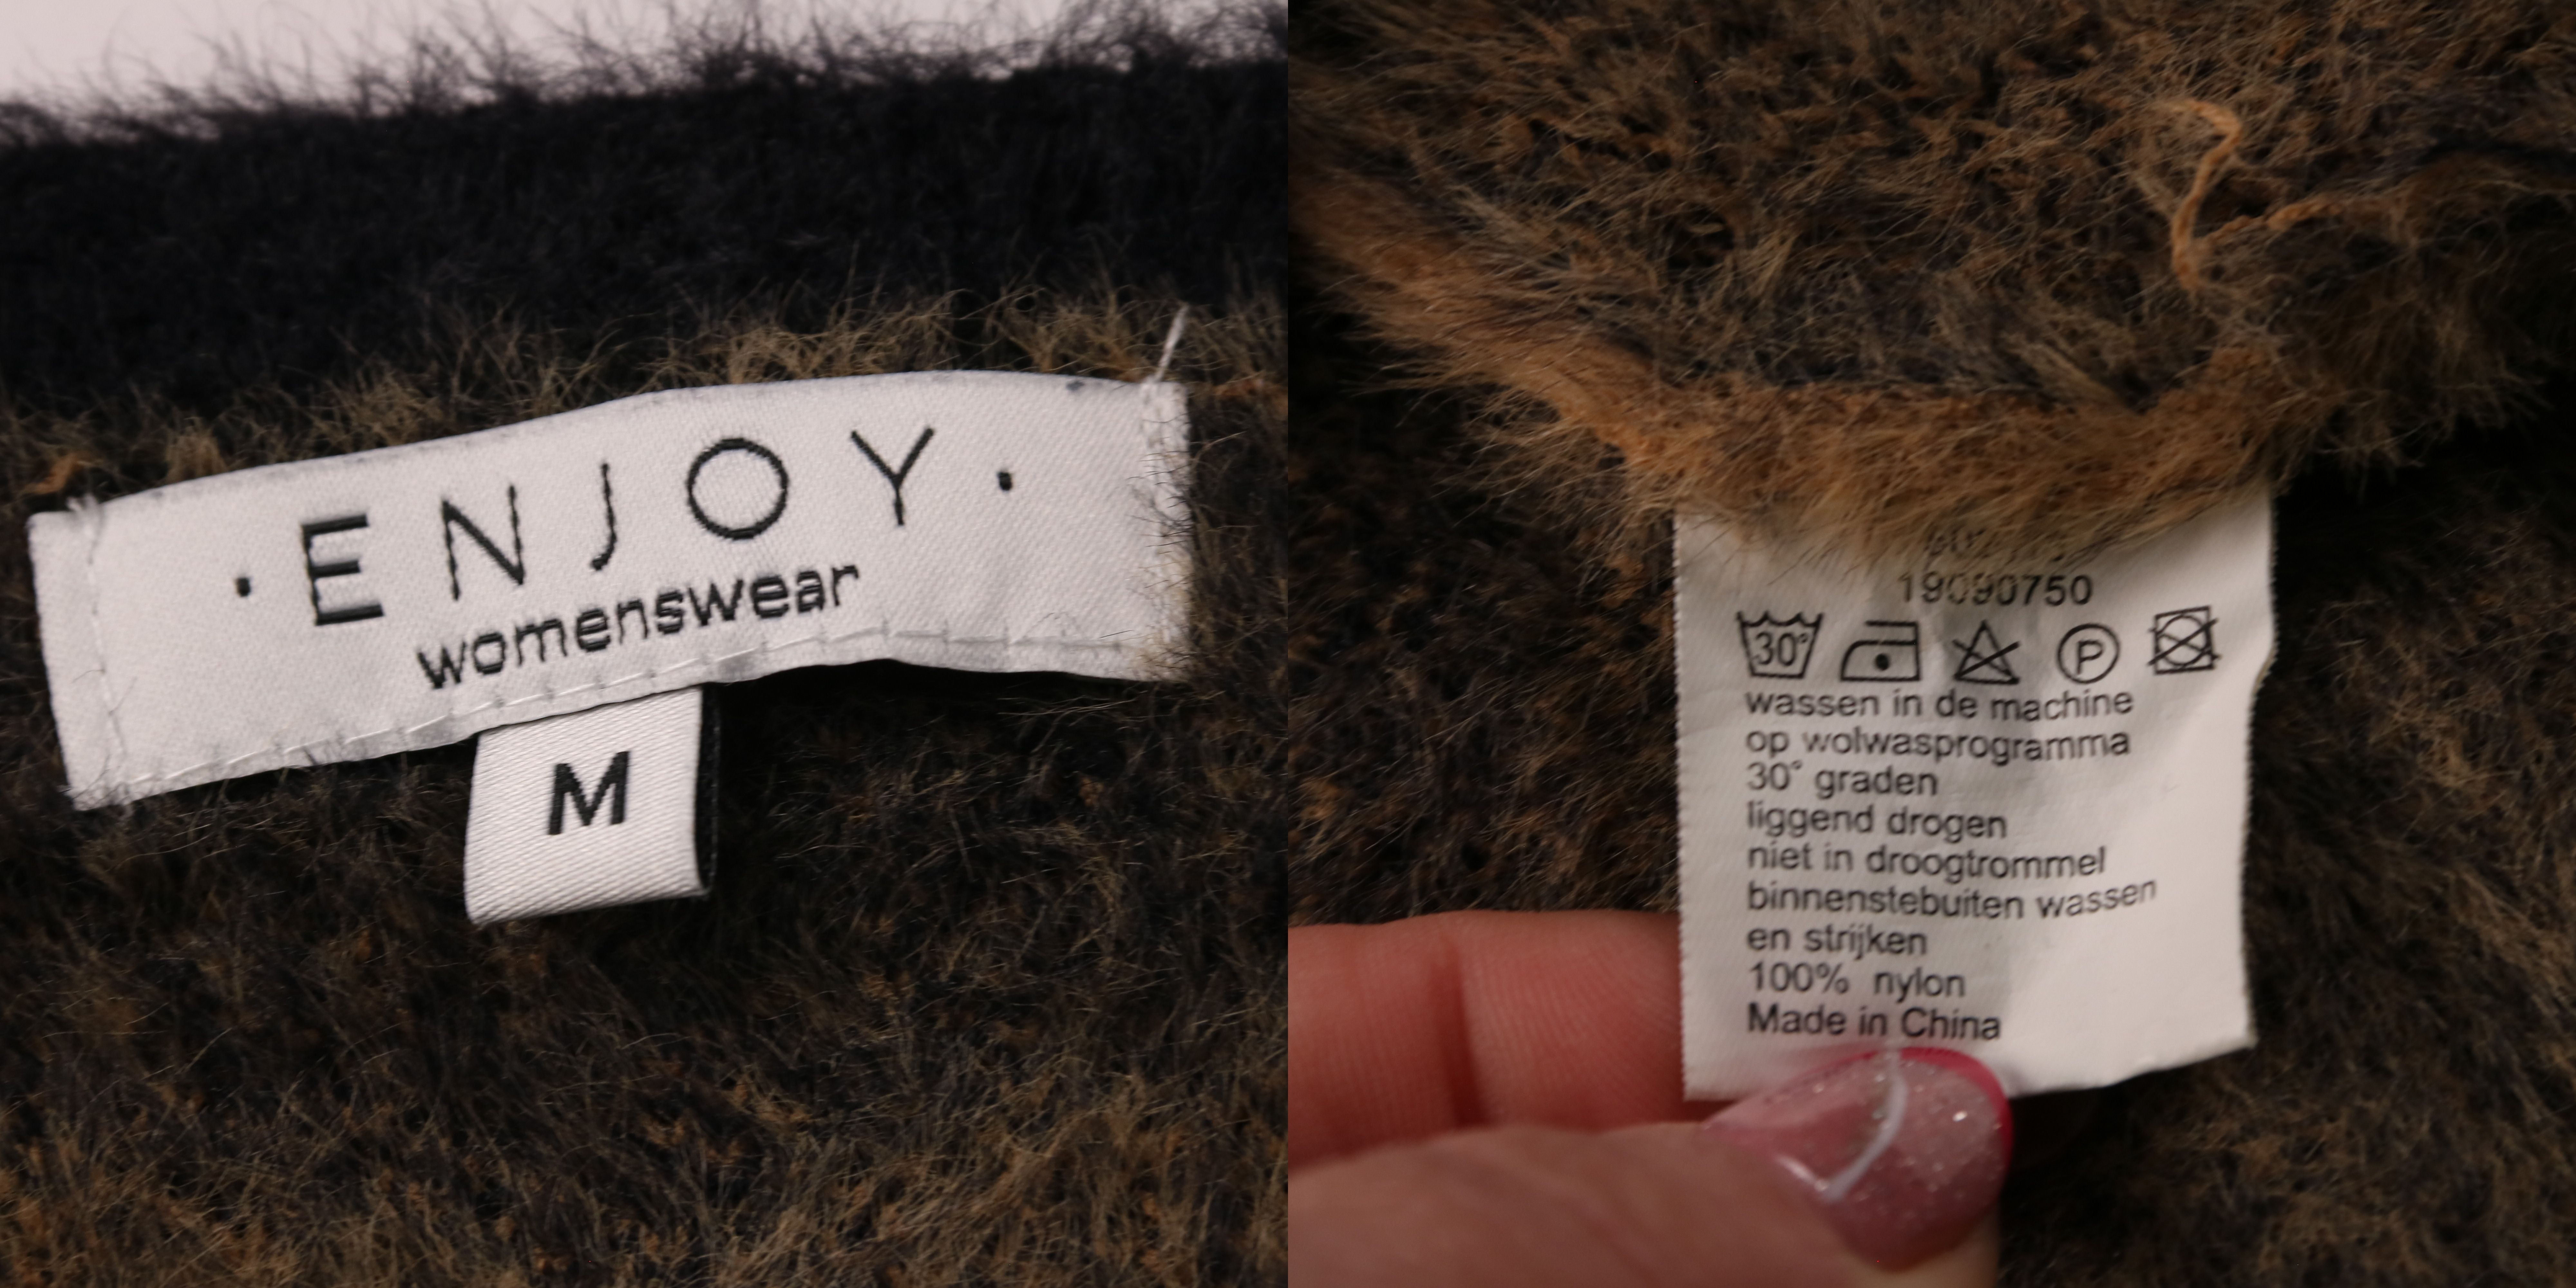 · E N J O Y ·
womenswear
M
19090750
30°
P
wassen in de machine
op wolwasprogramma
30° graden
liggend drogen
niet in droogtrommel
binnenstebuiten wassen
en strijken
100% nylon
Made in China